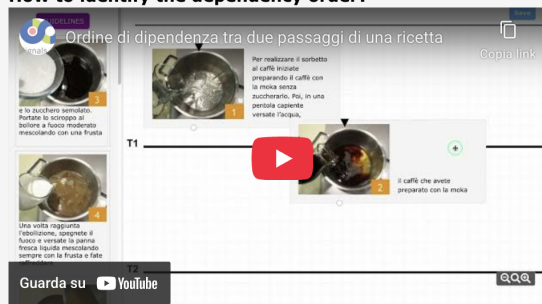 How to identify the dependency order?
GUIDELINES
Save
Ordine di dipendenza tra due passaggi di una ricetta
gnals
Copia link
3
e lo zucchero semolato.
Portate lo sciroppo al
bollore a fuoco moderato
mescolando con una frusta
1
Per realizzare il sorbetto
al caffè iniziate
preparando il caffè con
la moka senza
zuccherarlo. Poi, in una
pentola capiente
versate l'acqua,
T1
2
il caffè che avete
preparato con la moka
4
Una volta raggiunta
l'ebollizione, spegnete il
fuoco e versate la panna
fresca liquida mescolando
sempre con la frusta e fate
T2
Guarda su YouTube